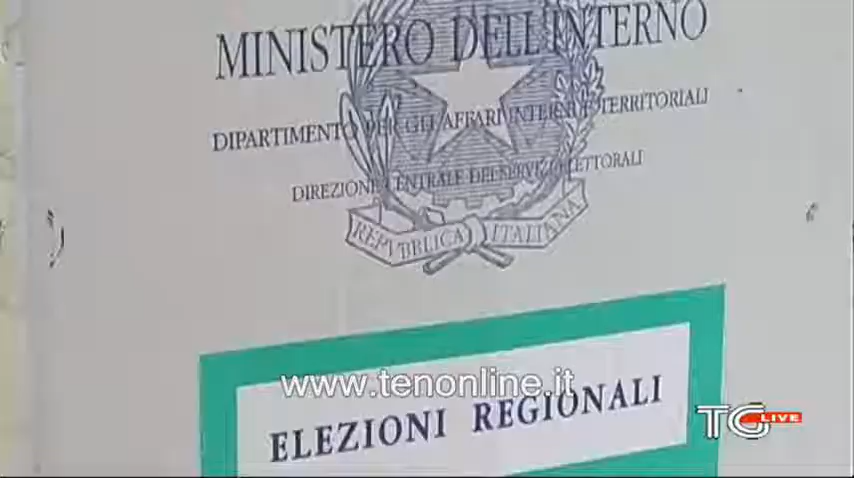 MINISTERO DELL'INTERNO
DIPARTIMENTO PER GLI AFFARI INTERNI E TERRITORIALI
DIREZIONE CENTRALE DEI SERVIZI ELETTORALI
REPVBBLICA ITALIANA
www.tenonline.it
ELEZIONI REGIONALI
TG LIVE